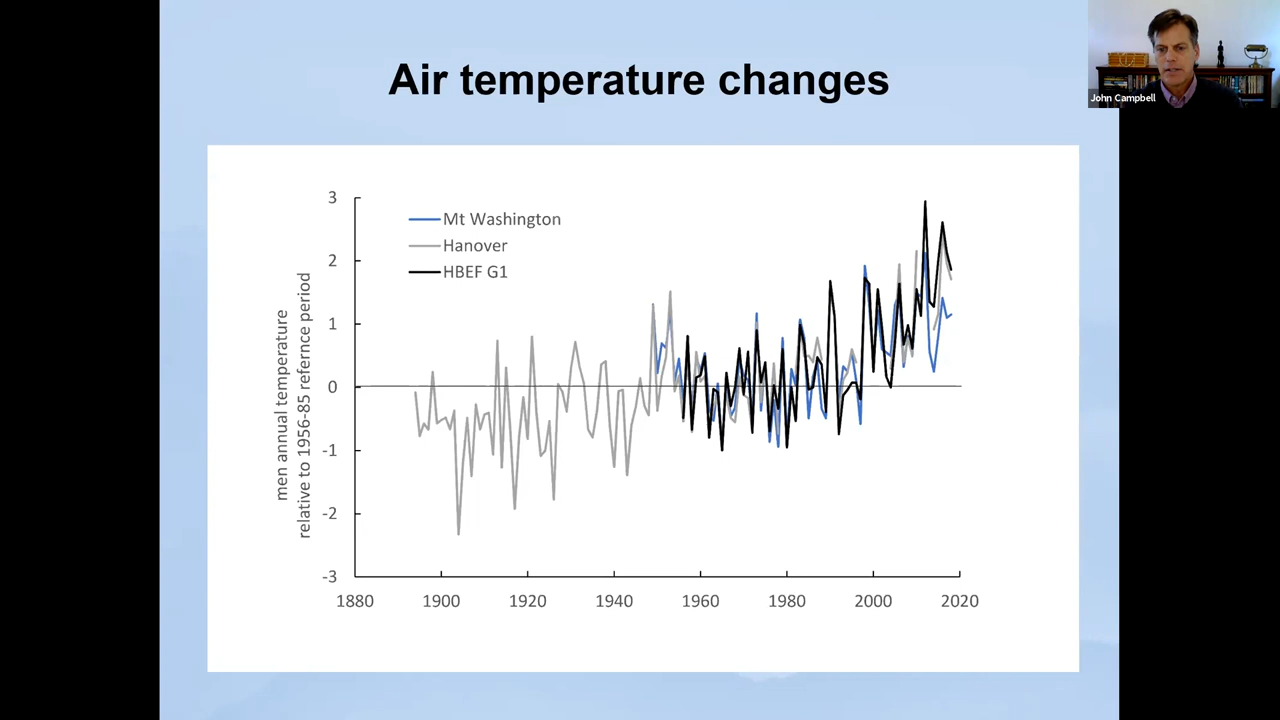 Air temperature changes
John Campbell
Mt Washington
Hanover
HBEF G1
men annual temperature
relative to 1956-85 refernce period
3
2
1
0
-1
-2
-3
1880 1900 1920 1940 1960 1980 2000 2020